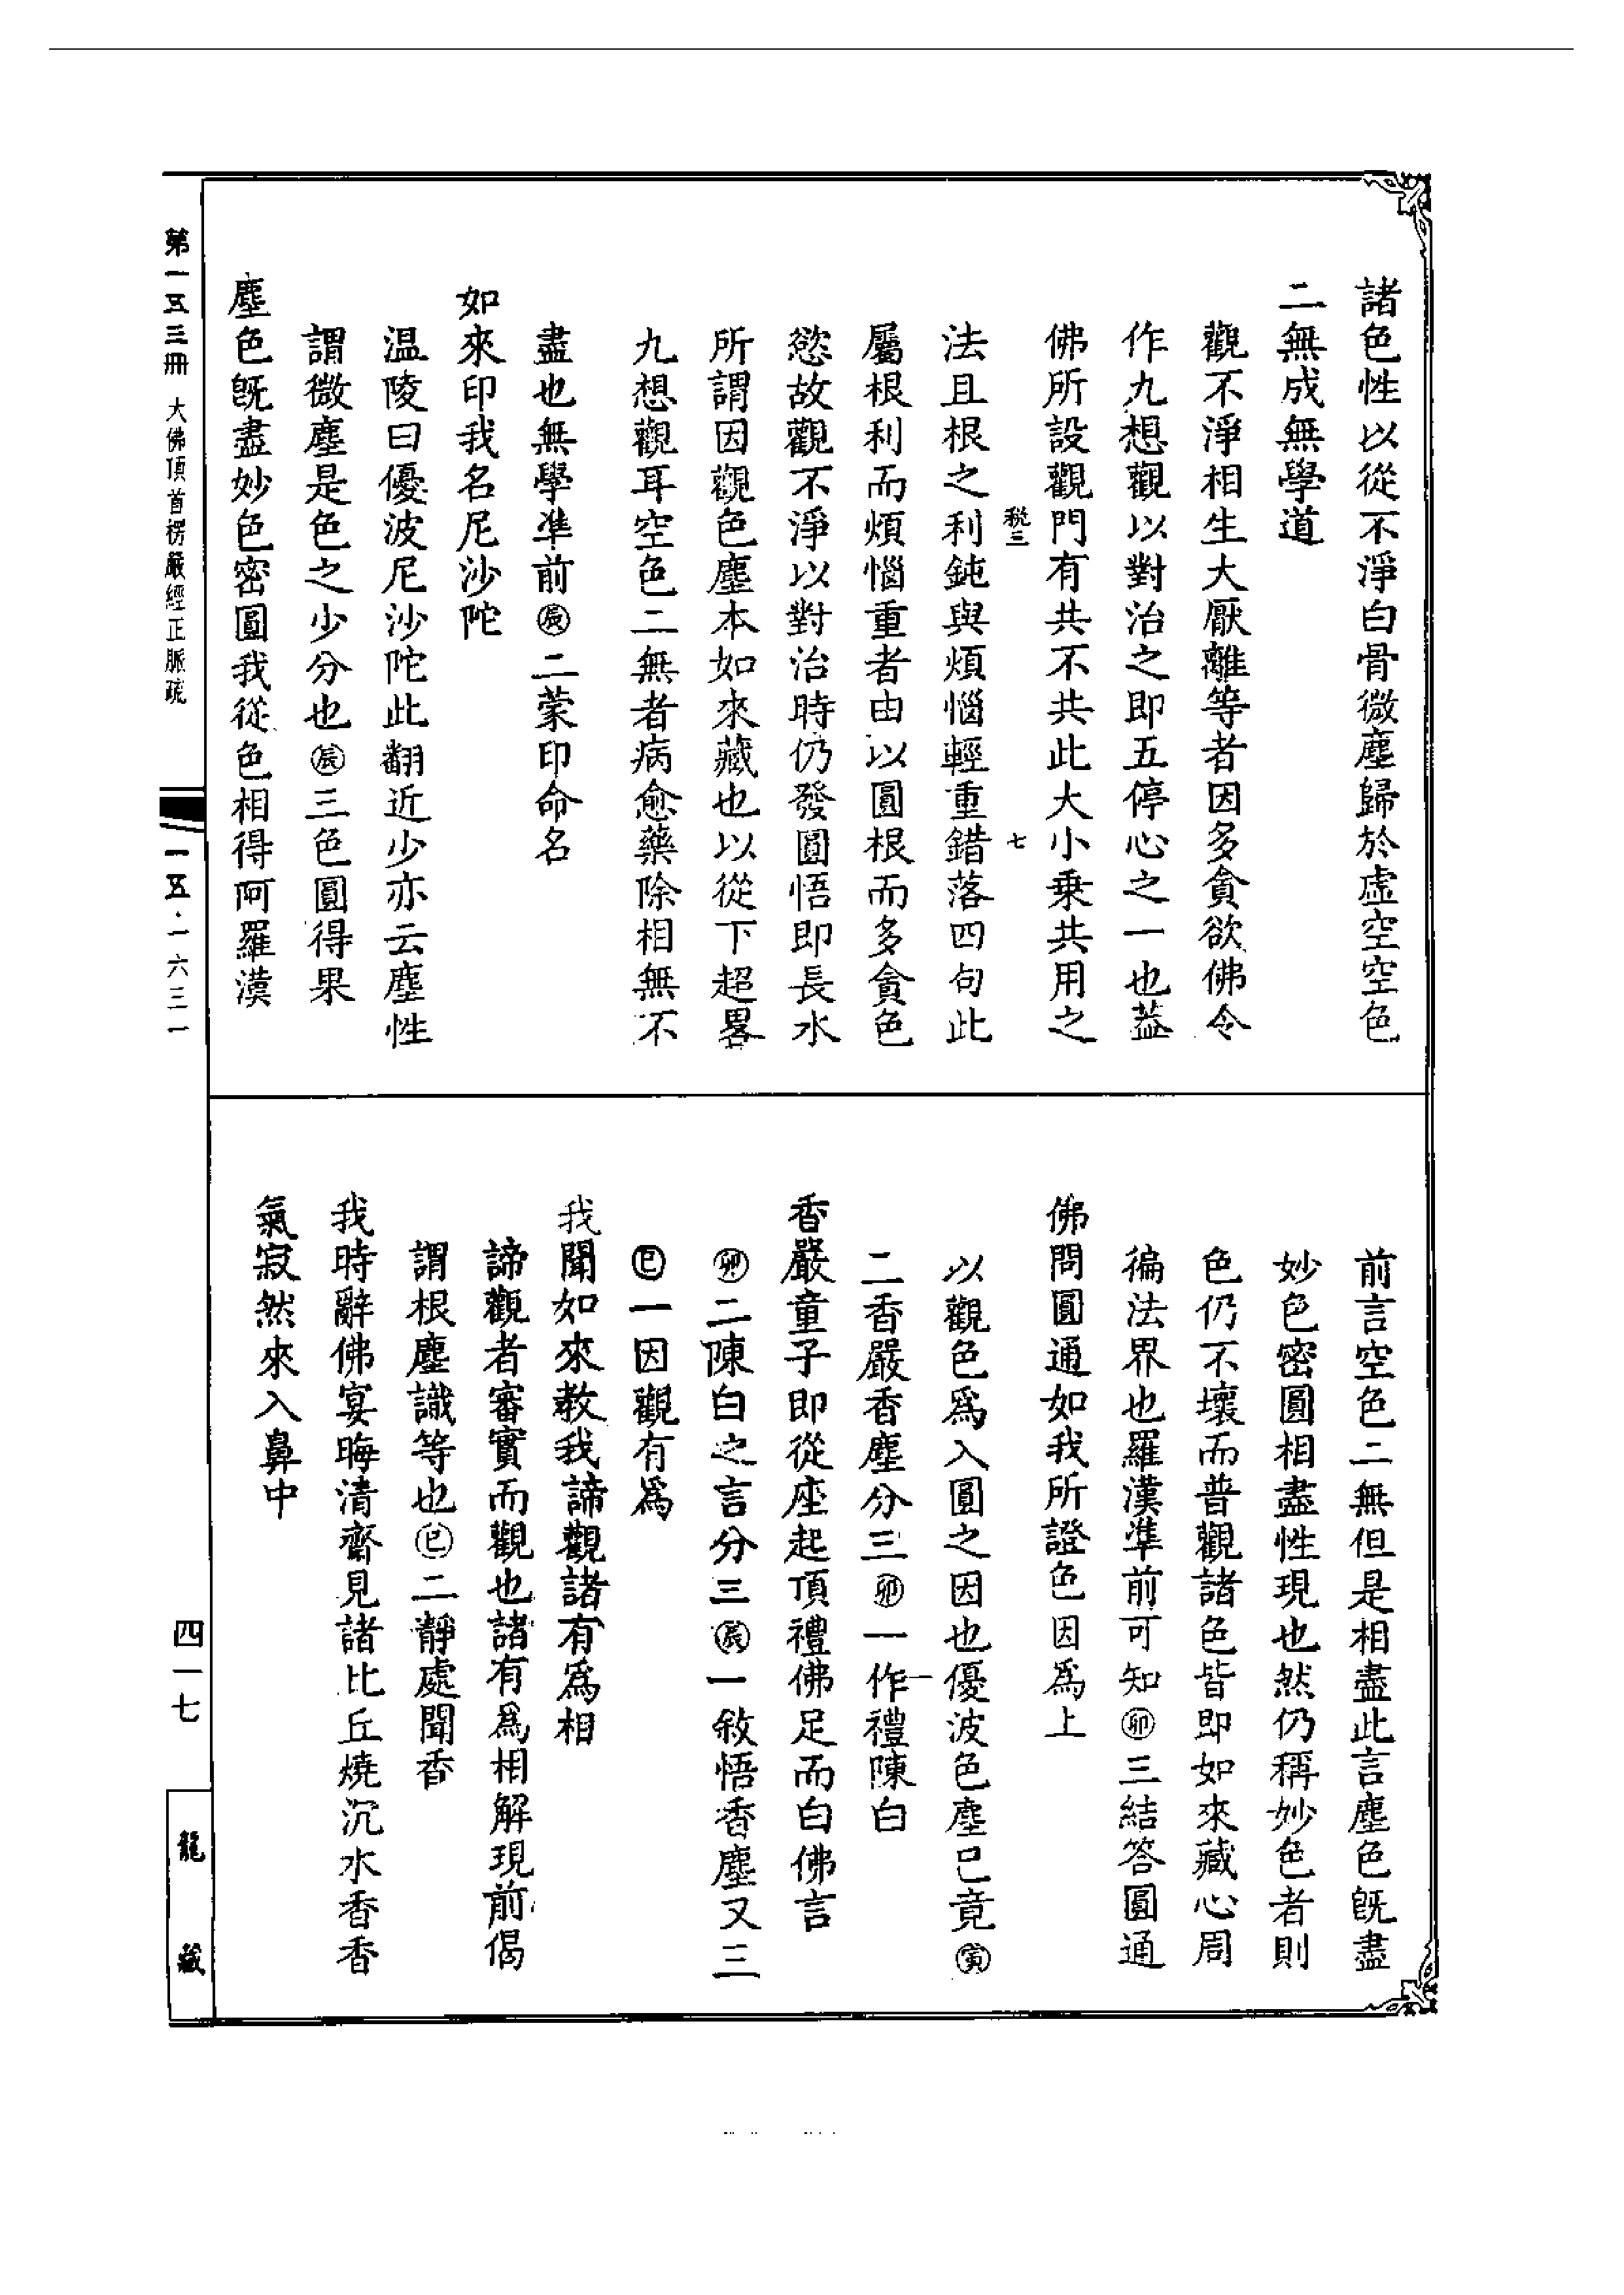 諸色性以從不淨白骨微塵歸於虛空空色
二無成無學道
觀不淨相生大厭離等者因多貪欲佛令
作九想觀以對治之即五停心之一也葢
佛所設觀門有共不共此大小乗共用之
税三
七
法且根之利鈍與煩惱輕重錯落四句此
屬根利而煩惱重者由以圓根而多貪色
慾故觀不淨以對治時仍發圓悟即長水
所謂因觀色塵本如來藏也以從下超畧
九想觀耳空色二無者病愈藥除相無不
盡也無學準前㊀二蒙印命名
如來印我名尼沙陀
温陵曰優波尼沙陀此翻近少亦云塵性
謂微塵是色之少分也辰三色圓得果
塵色旣盡妙色密圓我從色相得阿羅漢
前言空色二無但是相盡此言塵色旣盡
妙色密圓相盡性現也然仍稱妙色者則
色仍不壞而普觀諸色皆即如來藏心周
徧法界也羅漢準前可知卯三結答圓通
佛問圓通如我所證色因爲上
以觀色爲入圓之因也優波色塵已竟寅
二香嚴香塵分三卯一作禮陳白
香嚴童子即從座起頂禮佛足而白佛言
卯二陳白之言分三辰一敘悟香塵又三
巳一因觀有爲
我聞如來教我諦觀諸有爲相
諦觀者審實而觀也諸有爲相解現前偈
謂根塵識等也巳二靜處聞香
我時辭佛宴晦清齋見諸比丘燒沉水香香
氣寂然來入鼻中
第一五三冊 大佛頂首楞嚴經正脈疏
一五·一六三一
四一七
龍藏